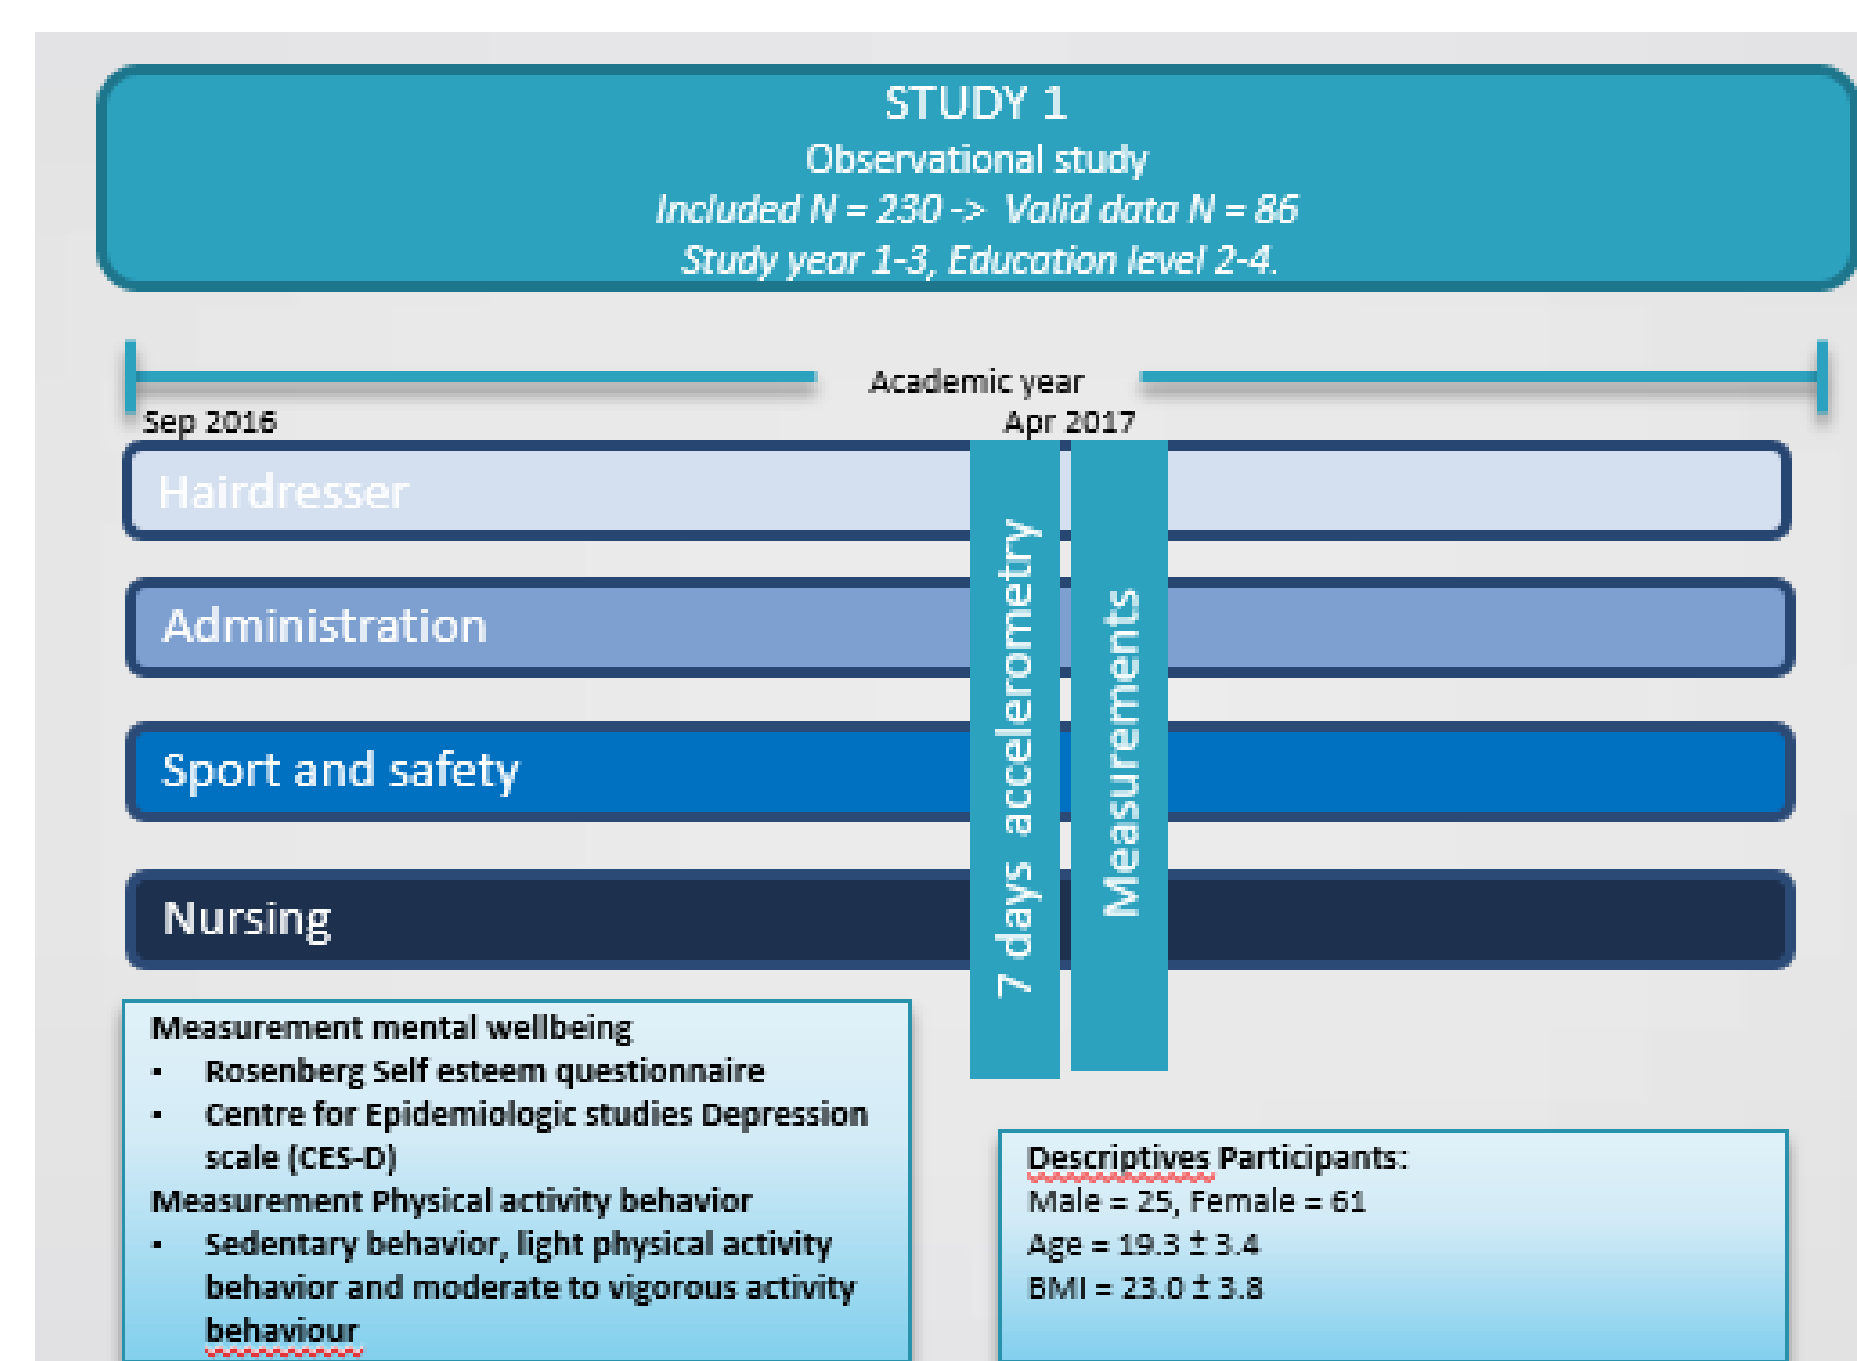 STUDY 1
Observational study
Included N = 230 -> Valid data N = 86
Study year 1-3, Education level 2-4.
Academic year
Sep 2016
Apr 2017
Hairdresser
Administration
Sport and safety
Nursing
7 days accelerometry
Measurements
Measurement mental wellbeing
▪ Rosenberg Self esteem questionnaire
▪ Centre for Epidemiologic studies Depression
scale (CES-D)
Measurement Physical activity behavior
▪ Sedentary behavior, light physical activity
behavior and moderate to vigorous activity
behaviour
Descriptives Participants:
Male = 25, Female = 61
Age = 19.3 ± 3.4
BMI = 23.0 ± 3.8